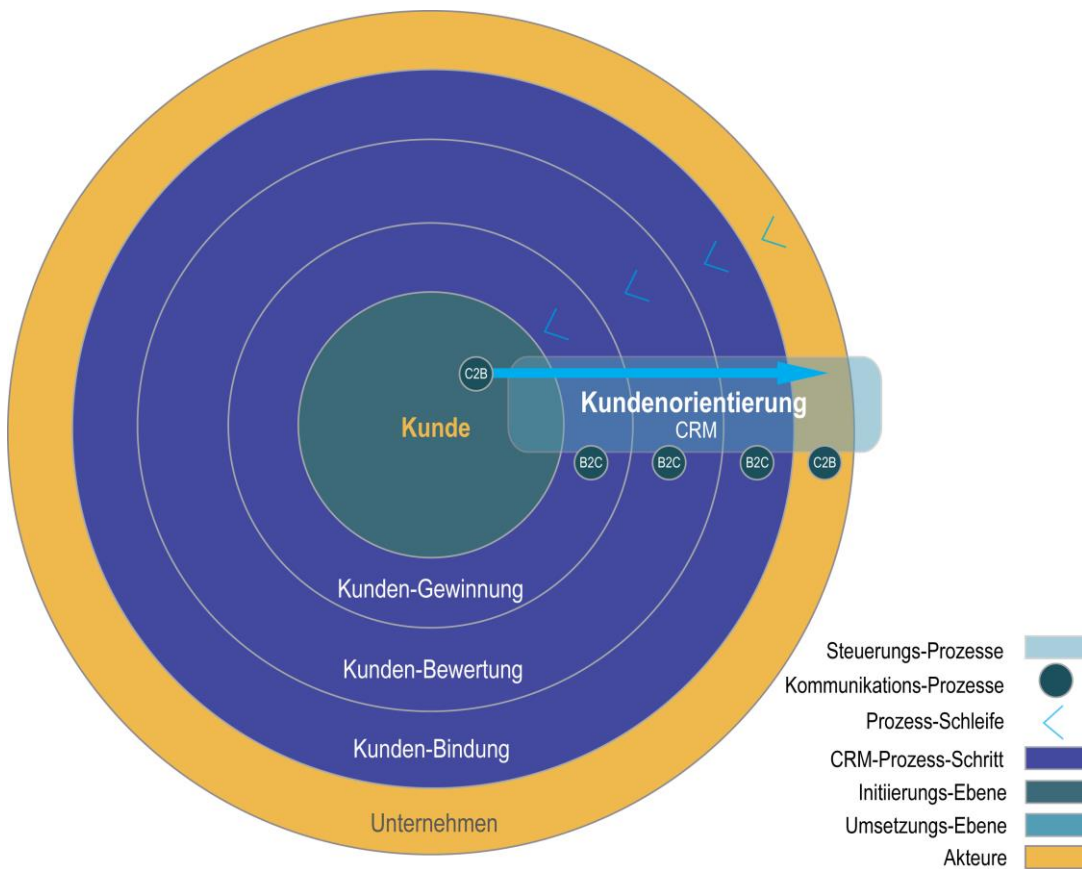 C2B
Kunde
Kundenorientierung
CRM
B2C
B2C
B2C
C2B
Kunden-Gewinnung
Kunden-Bewertung
Kunden-Bindung
Unternehmen
Steuerungs-Prozesse
Kommunikations-Prozesse
Prozess-Schleife
CRM-Prozess-Schritt
Initiierungs-Ebene
Umsetzungs-Ebene
Akteure